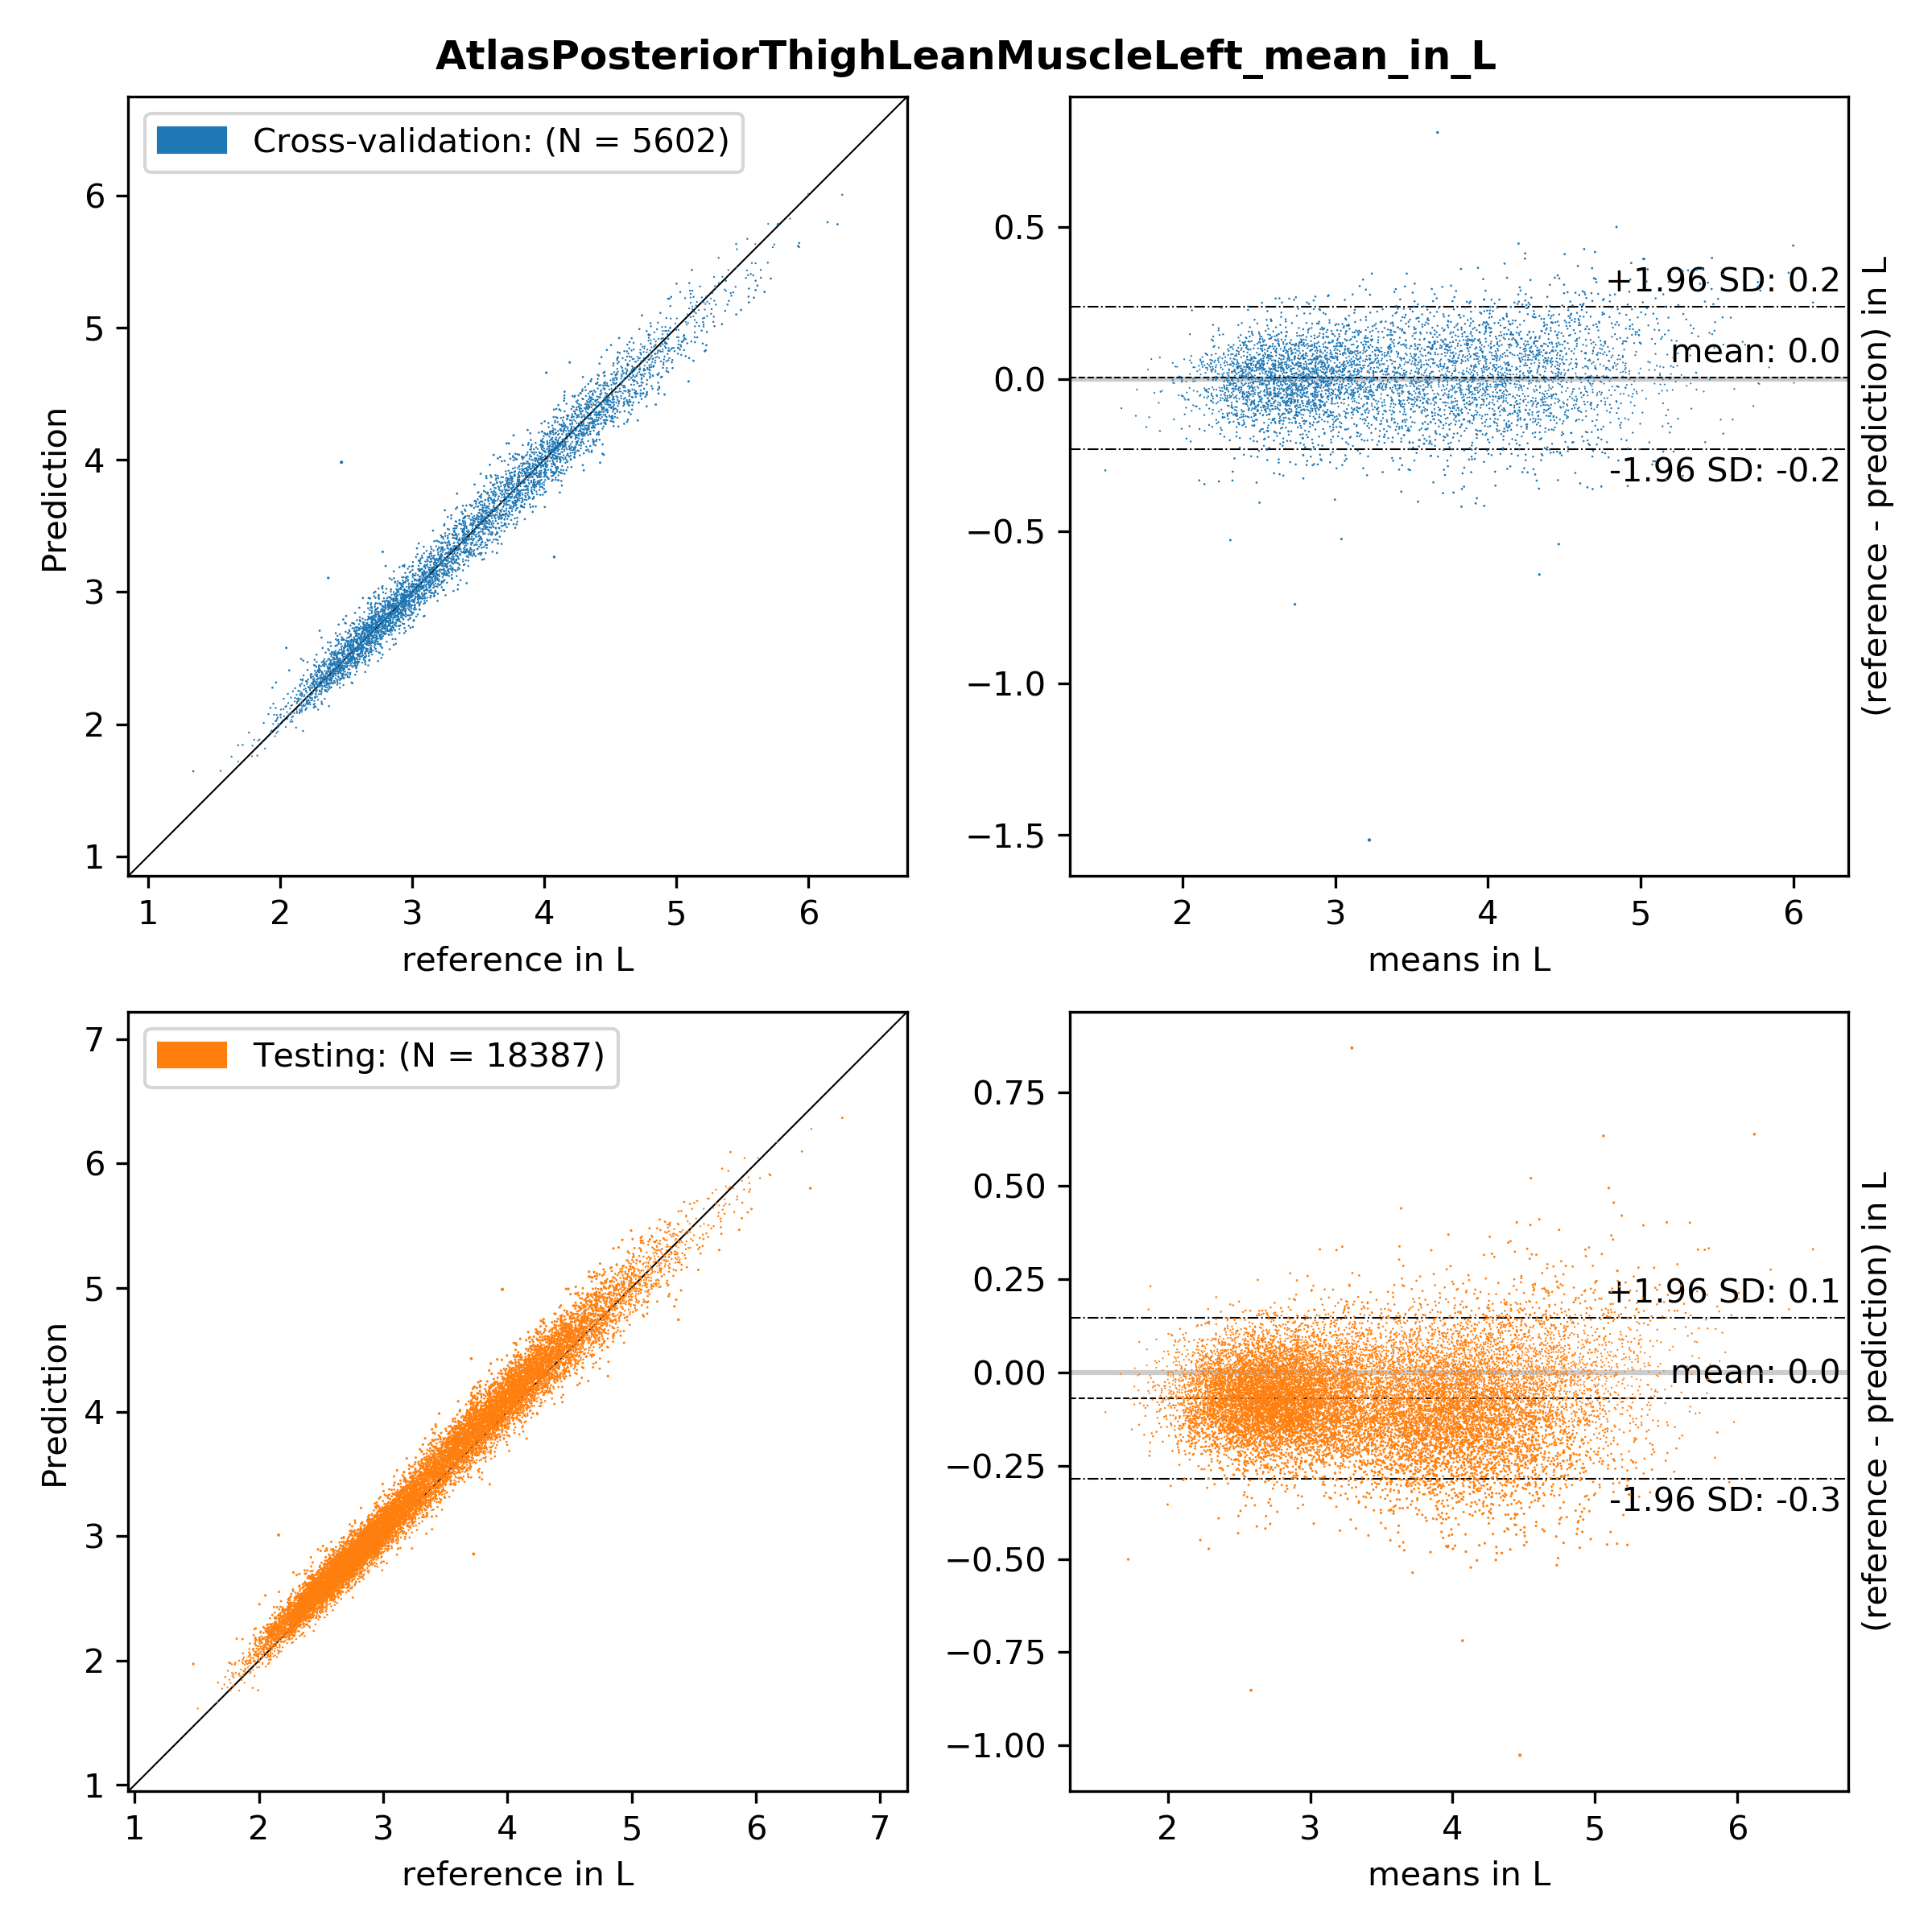 AtlasPosteriorThighLeanMuscleLeft_mean_in_L
Cross-validation: (N = 5602)
6
5
4
3
2
1
Prediction
1 2 3 4 5 6
reference in L
0.5
0.0
−0.5
−1.0
−1.5
+1.96 SD: 0.2
mean: 0.0
-1.96 SD: -0.2
(reference - prediction) in L
2 3 4 5 6
means in L
Testing: (N = 18387)
7
6
5
4
3
2
1
Prediction
1 2 3 4 5 6 7
reference in L
0.75
0.50
0.25
0.00
−0.25
−0.50
−0.75
−1.00
+1.96 SD: 0.1
mean: 0.0
-1.96 SD: -0.3
(reference - prediction) in L
2 3 4 5 6
means in L